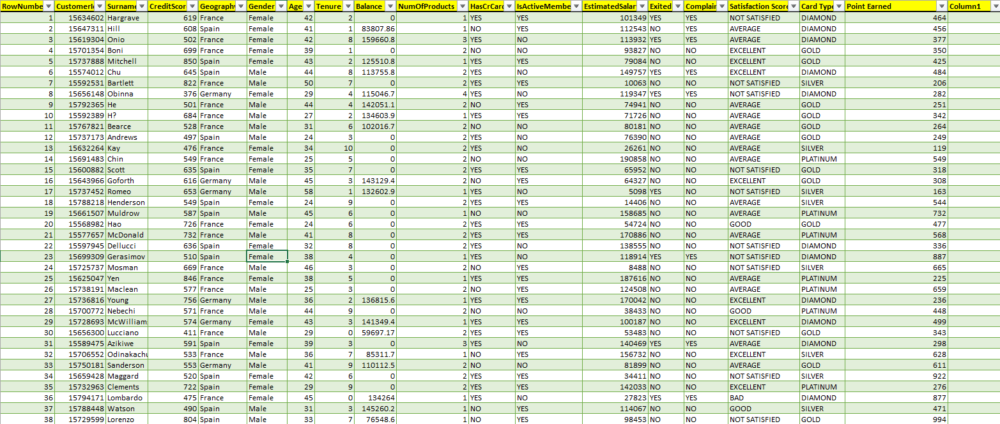 RowNumbe CustomerI Surname CreditScor Geography Gender Age Tenure Balance NumOfProducts HasCrCard IsActiveMembe EstimatedSalar Exited Complain Satisfaction Score Card Type Point Earned Column1
1 15634602 Hargrave 619 France Female 42 2 0 1 YES YES 101349 YES YES NOT SATISFIED DIAMOND 464
2 15647311 Hill 608 Spain Female 41 1 83807.86 1 NO YES 112543 NO YES AVERAGE DIAMOND 456
3 15619304 Onio 502 France Female 42 8 159660.8 3 YES NO 113932 YES YES AVERAGE DIAMOND 377
4 15701354 Boni 699 France Female 39 1 0 2 NO NO 93827 NO NO EXCELLENT GOLD 350
5 15737888 Mitchell 850 Spain Female 43 2 125510.8 1 YES YES 79084 NO NO EXCELLENT GOLD 425
6 15574012 Chu 645 Spain Male 44 8 113755.8 2 YES NO 149757 YES YES EXCELLENT DIAMOND 484
7 15592531 Bartlett 822 France Male 50 7 0 2 YES YES 10063 NO NO NOT SATISFIED SILVER 206
8 15656148 Obinna 376 Germany Female 29 4 115046.7 4 YES NO 119347 YES YES NOT SATISFIED DIAMOND 282
9 15792365 He 501 France Male 44 4 142051.1 2 NO YES 74941 NO NO AVERAGE GOLD 251
10 15592389 H? 684 France Male 27 2 134603.9 1 YES YES 71726 NO NO AVERAGE GOLD 342
11 15767821 Bearce 528 France Male 31 6 102016.7 2 NO NO 80181 NO NO AVERAGE GOLD 264
12 15737173 Andrews 497 Spain Male 24 3 0 2 YES NO 76390 NO NO AVERAGE GOLD 249
13 15632264 Kay 476 France Female 34 10 0 2 YES NO 26261 NO NO AVERAGE SILVER 119
14 15691483 Chin 549 France Female 25 5 0 2 NO NO 190858 NO NO AVERAGE PLATINUM 549
15 15600882 Scott 635 Spain Female 35 7 0 2 YES YES 65952 NO NO NOT SATISFIED GOLD 318
16 15643966 Goforth 616 Germany Male 45 3 143129.4 2 NO YES 64327 NO NO EXCELLENT GOLD 308
17 15737452 Romeo 653 Germany Male 58 1 132602.9 1 YES NO 5098 YES NO NOT SATISFIED SILVER 163
18 15788218 Henderson 549 Spain Female 24 9 0 2 YES YES 14406 NO NO AVERAGE SILVER 544
19 15661507 Muldrow 587 Spain Male 45 6 0 1 NO NO 158685 NO NO AVERAGE PLATINUM 732
20 15568982 Hao 726 France Female 24 6 0 2 YES YES 54724 NO NO GOOD GOLD 477
21 15577657 McDonald 732 France Male 41 8 0 2 YES YES 170886 NO NO AVERAGE PLATINUM 568
22 15597945 Dellucci 636 Spain Female 32 8 0 2 YES NO 138555 NO NO NOT SATISFIED DIAMOND 336
23 15699309 Gerasimov 510 Spain Female 38 4 0 1 YES NO 118914 YES YES NOT SATISFIED DIAMOND 887
24 15725737 Mosman 669 France Male 46 3 0 2 NO YES 8488 NO NO NOT SATISFIED SILVER 665
25 15625047 Yen 846 France Female 38 5 0 1 YES YES 187616 NO NO AVERAGE PLATINUM 225
26 15738191 Maclean 577 France Male 25 3 0 2 NO YES 124508 NO NO AVERAGE PLATINUM 659
27 15736816 Young 756 Germany Male 36 2 136815.6 1 YES YES 170042 NO NO EXCELLENT DIAMOND 236
28 15700772 Nebechi 571 France Male 44 9 0 2 NO NO 38433 NO NO GOOD PLATINUM 448
29 15728693 McWilliam 574 Germany Female 43 3 141349.4 1 YES YES 100187 NO NO EXCELLENT DIAMOND 499
30 15656300 Lucciano 411 France Male 29 0 59697.17 2 YES YES 53483 NO NO NOT SATISFIED GOLD 343
31 15589475 Azikiwe 591 Spain Female 39 3 0 3 YES NO 140469 YES YES AVERAGE DIAMOND 298
32 15706552 Odinakachu 533 France Male 36 7 85311.7 1 NO YES 156732 NO NO EXCELLENT SILVER 628
33 15750181 Sanderson 553 Germany Male 41 9 110112.5 2 NO NO 81899 NO NO AVERAGE GOLD 611
34 15659428 Maggard 520 Spain Female 42 6 0 2 YES YES 34411 NO NO NOT SATISFIED SILVER 922
35 15732963 Clements 722 Spain Female 29 9 0 2 YES YES 142033 NO NO EXCELLENT PLATINUM 276
36 15794171 Lombardo 475 France Female 45 0 134264 1 YES NO 27823 YES YES BAD DIAMOND 877
37 15788448 Watson 490 Spain Male 31 3 145260.2 1 NO YES 114067 NO NO GOOD SILVER 471
38 15729599 Lorenzo 804 Spain Male 33 7 76548.6 1 NO YES 98453 NO NO NOT SATISFIED GOLD 994